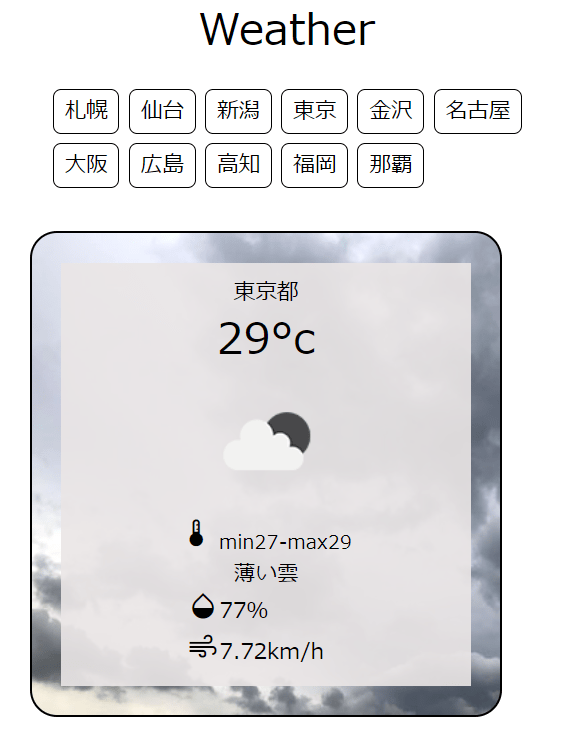 Weather
札幌 仙台 新潟 東京 金沢 名古屋
大阪 広島 高知 福岡 那覇
東京都
29°c
min27-max29
薄い雲
77%
7.72km/h